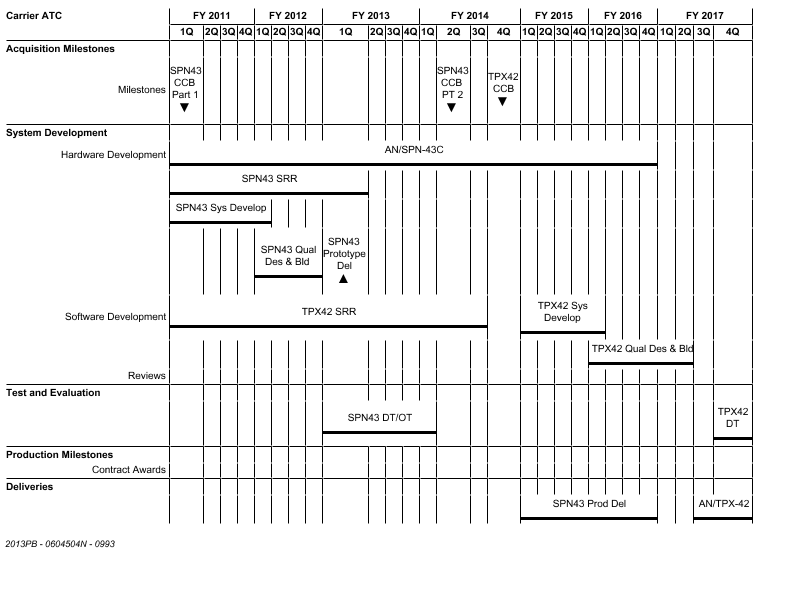 Carrier ATC FY 2011 FY 2012 FY 2013 FY 2014 FY 2015 FY 2016 FY 2017
1Q 2Q 3Q 4Q 1Q 2Q 3Q 4Q 1Q 2Q 3Q 4Q 1Q 2Q 3Q 4Q 1Q 2Q 3Q 4Q 1Q 2Q 3Q 4Q 1Q 2Q 3Q 4Q
Acquisition Milestones
Milestones
SPN43
CCB
Part 1
SPN43
CCB
PT 2
TPX42
CCB
System Development
Hardware Development
AN/SPN-43C
SPN43 SRR
SPN43 Sys Develop
SPN43 Qual
Des & Bld
SPN43
Prototype
Del
Software Development
TPX42 SRR
TPX42 Sys
Develop
TPX42 Qual Des & Bld
Reviews
Test and Evaluation
SPN43 DT/OT
TPX42
DT
Production Milestones
Contract Awards
Deliveries
SPN43 Prod Del
AN/TPX-42
2013PB - 0604504N - 0993